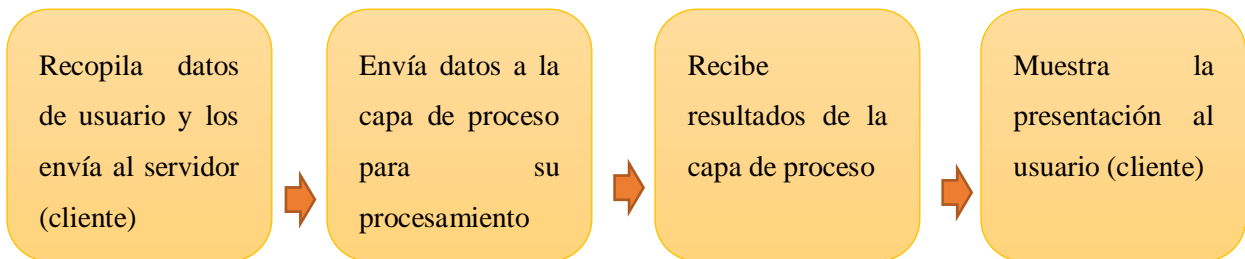 Recopila datos
de usuario y los
envía al servidor
(cliente)
Envía datos a la
capa de proceso
para su
procesamiento
Recibe
resultados de la
capa de proceso
Muestra la
presentación al
usuario (cliente)